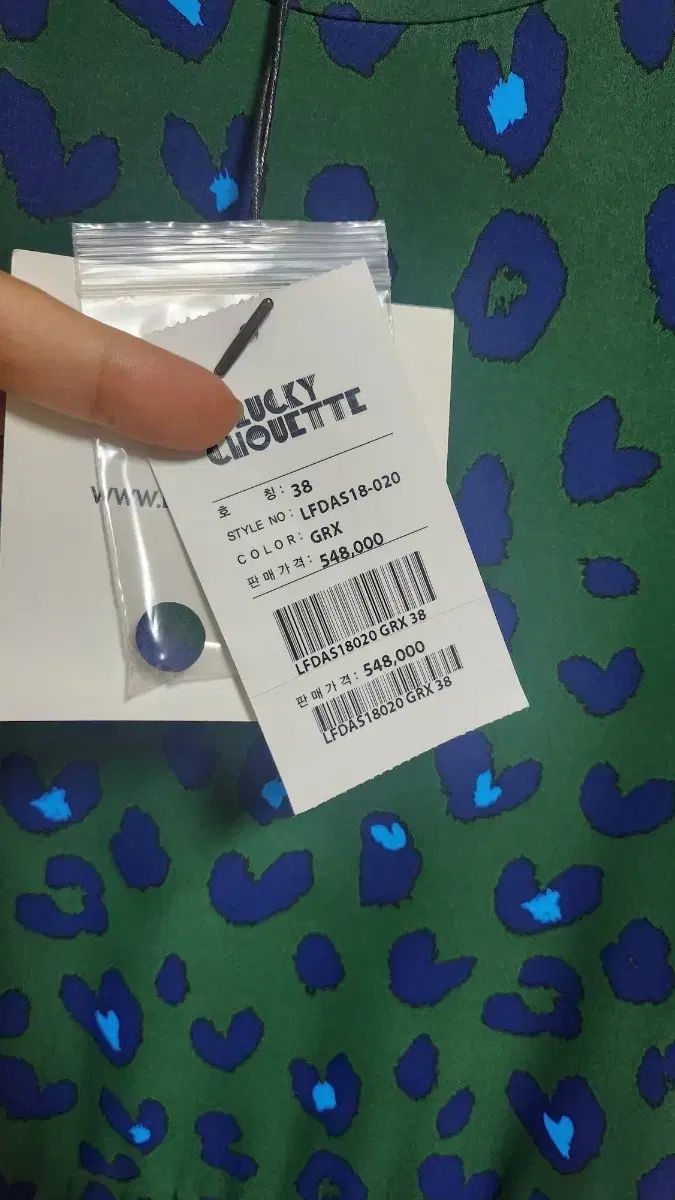 LUCKY
CHOUETTE
호 칭: 38
STYLE NO: LFDAS18-020
COLOR: GRX
판매가격: 548,000
LFDAS18020 GRX 38
판매가격: 548,000
LFDAS18020 GRX 38